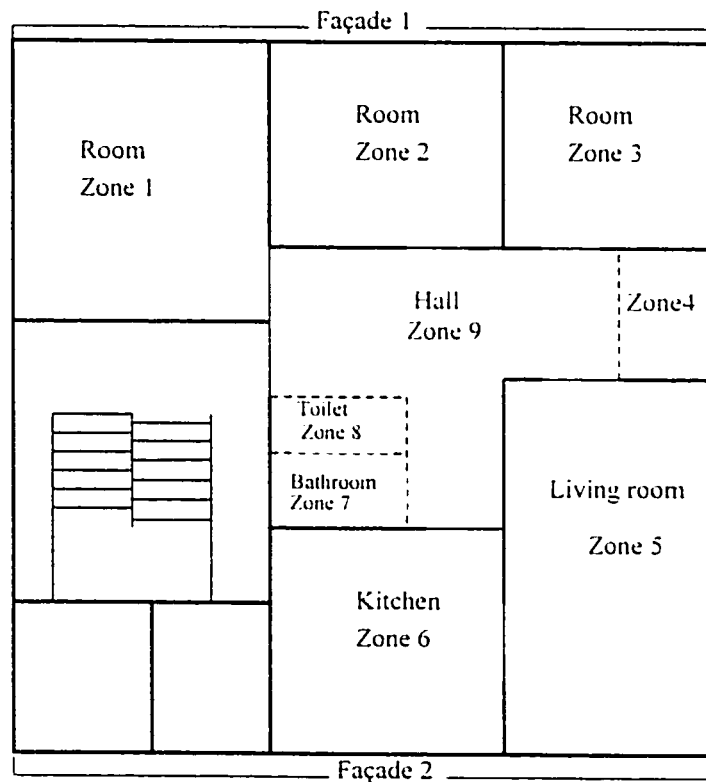 Façade 1
Room
Zone 1
Room
Zone 2
Room
Zone 3
Hall
Zone 9
Zone4
Toilet
Zone 8
Bathroom
Zone 7
Living room
Zone 5
Kitchen
Zone 6
Façade 2